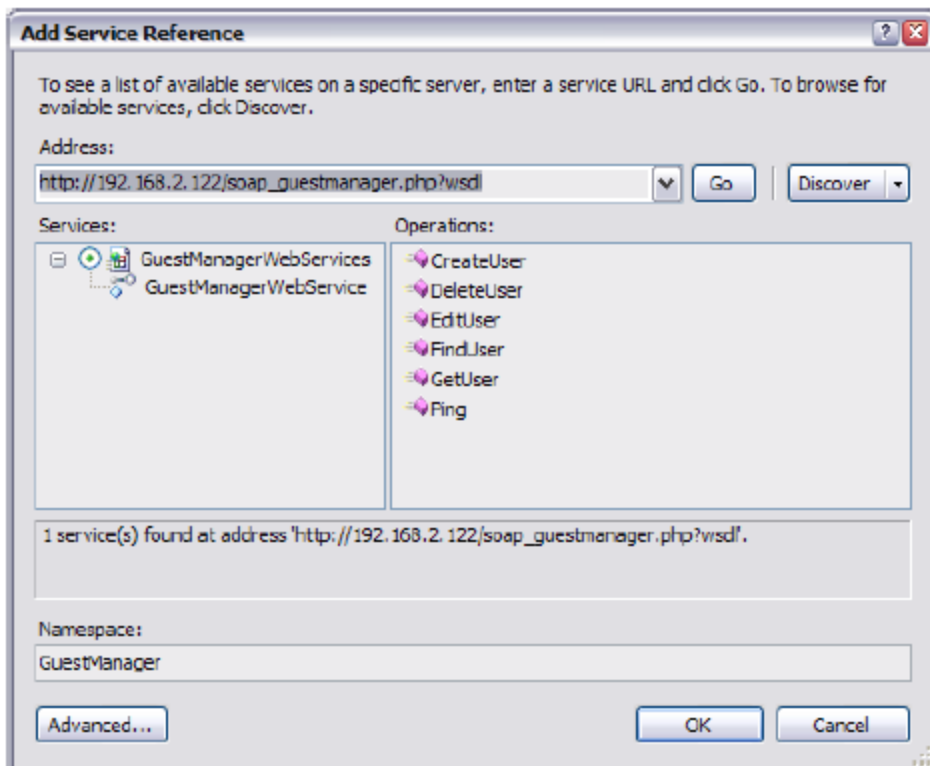 Add Service Reference
To see a list of available services on a specific server, enter a service URL and click Go. To browse for
available services, click Discover.
Address:
http://192.168.2.122/soap_guestmanager.php?wsdl
Go
Discover
Services:
Operations:
GuestManagerWebServices
GuestManagerWebService
CreateUser
DeleteUser
EditUser
FindUser
GetUser
Ping
1 service(s) found at address 'http://192.168.2.122/soap_guestmanager.php?wsdl'.
Namespace:
GuestManager
Advanced...
OK
Cancel